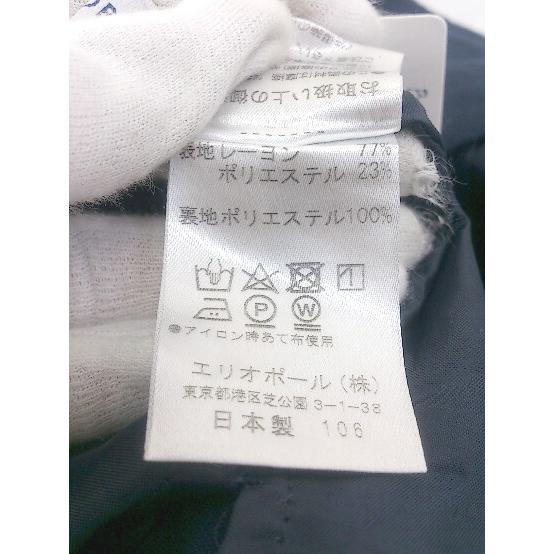 お取扱い上の御
表地レーヨン 77%
ポリエステル 23%
裏地ポリエステル100%
P W
●アイロン時あて布使用
エリオポール(株)
東京都港区芝公園 3-1-38
日本製 106